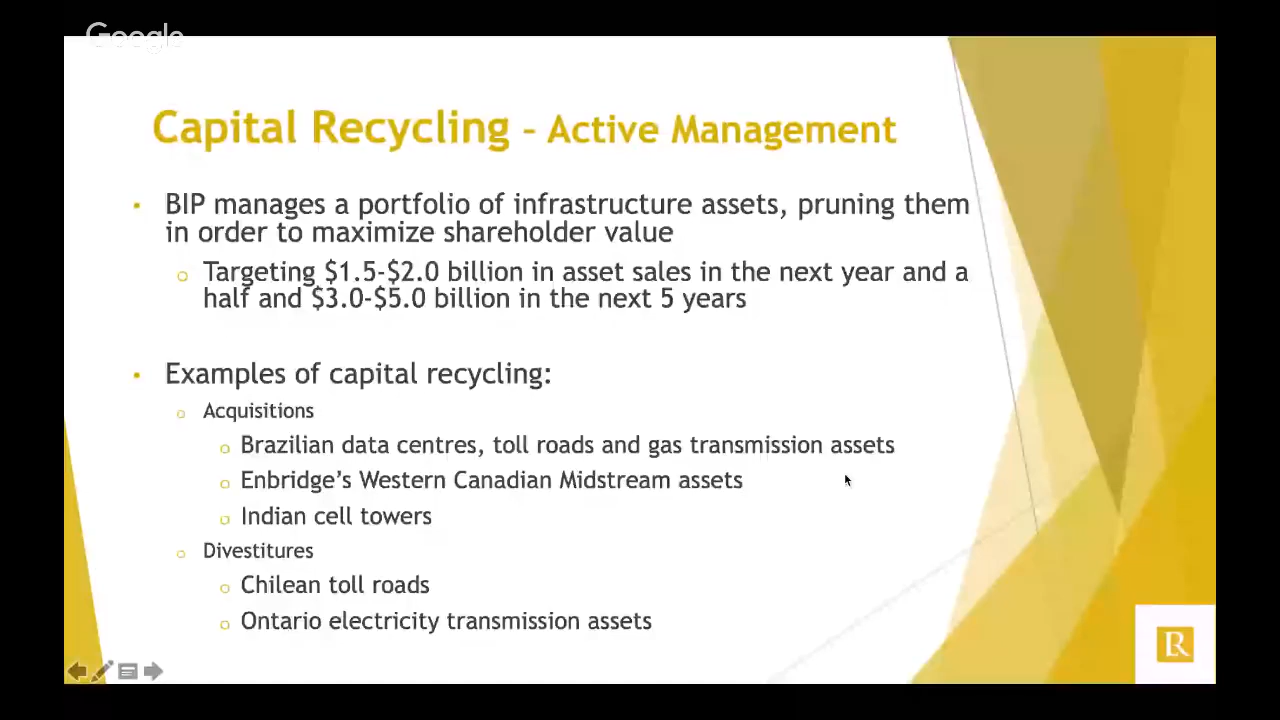 Google
Capital Recycling – Active Management
• BIP manages a portfolio of infrastructure assets, pruning them
in order to maximize shareholder value
o Targeting $1.5-$2.0 billion in asset sales in the next year and a
half and $3.0-$5.0 billion in the next 5 years
• Examples of capital recycling:
o Acquisitions
o Brazilian data centres, toll roads and gas transmission assets
o Enbridge’s Western Canadian Midstream assets
o Indian cell towers
o Divestitures
o Chilean toll roads
o Ontario electricity transmission assets